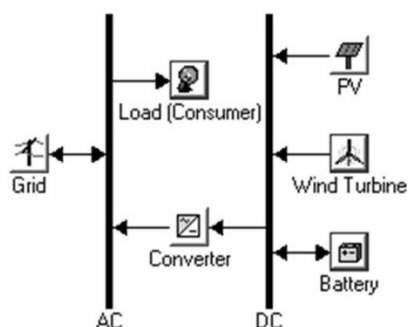 PV
Load (Consumer)
Grid
Wind Turbine
Converter
Battery
AC
DC